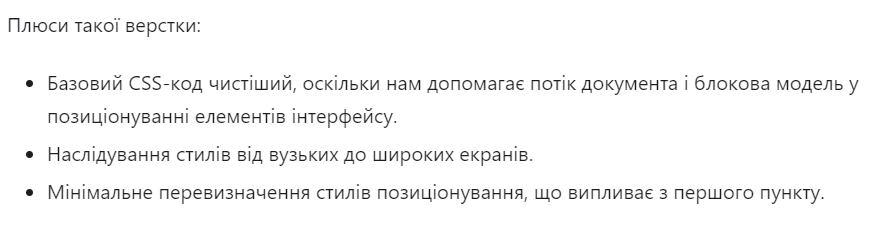 Плюси такої верстки:
Базовий CSS-код чистіший, оскільки нам допомагає потік документа і блокова модель у
позиціонуванні елементів інтерфейсу.
Наслідування стилів від вузьких до широких екранів.
Мінімальне перевизначення стилів позиціонування, що випливає з першого пункту.